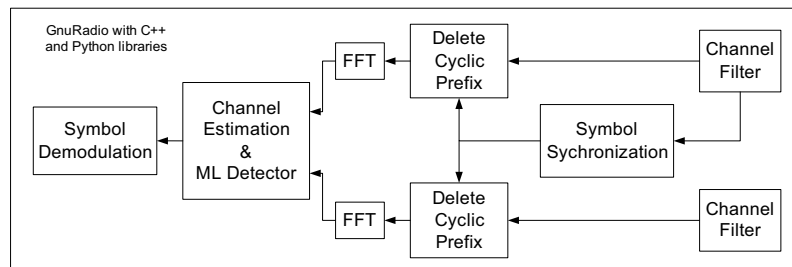 GnuRadio with C++
and Python libraries
FFT
Delete
Cyclic
Prefix
Channel
Filter
Symbol
Demodulation
Channel
Estimation
&
ML Detector
Symbol
Sychronization
FFT
Delete
Cyclic
Prefix
Channel
Filter